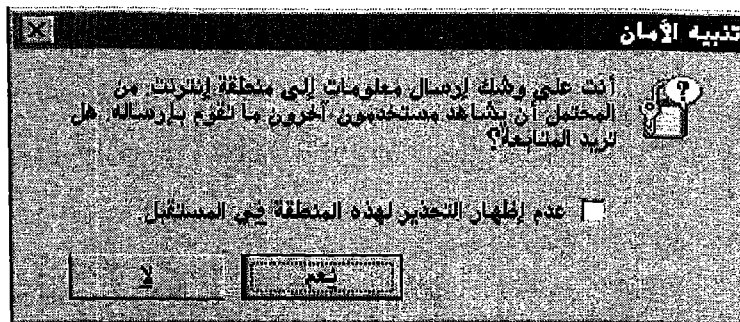 تنبيه الأمان
أنت على وشك إرسال معلومات إلى منطقة إنترنت. من
المحتمل أن يشاهد مستخدمون آخرون ما تقوم بإرساله. هل
تريد المتابعة؟
عدم إظهار التحذير لهذه المنطقة في المستقبل.
نعم
لا